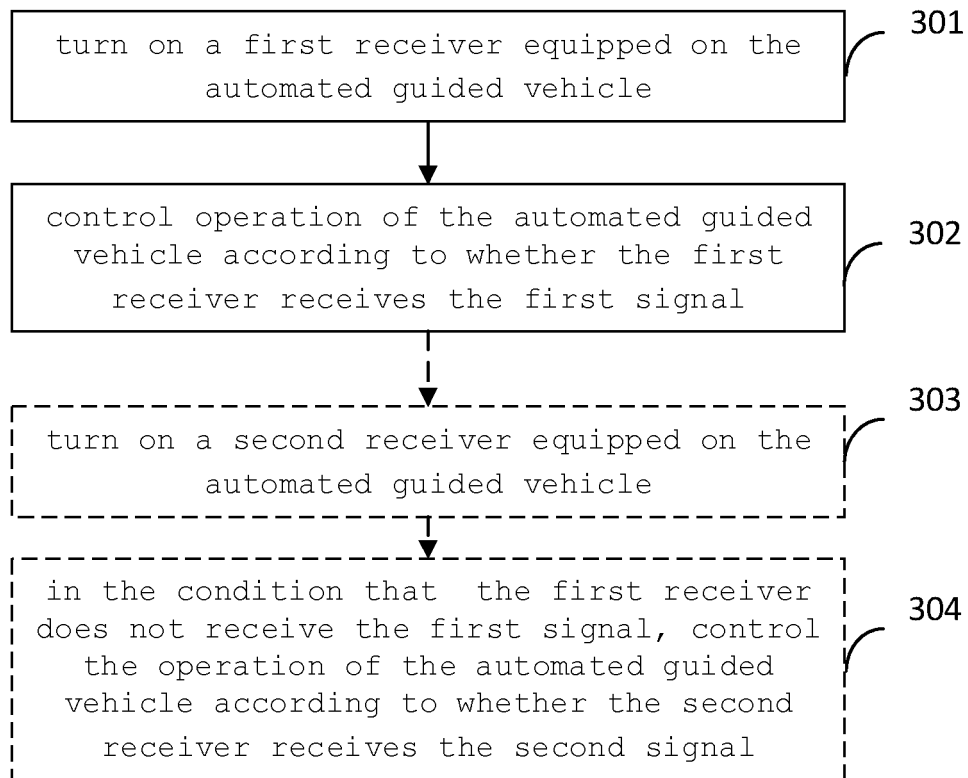 turn on a first receiver equipped on the
automated guided vehicle
301
control operation of the automated guided
vehicle according to whether the first
receiver receives the first signal
302
turn on a second receiver equipped on the
automated guided vehicle
303
in the condition that  the first receiver
does not receive the first signal, control
the operation of the automated guided
vehicle according to whether the second
receiver receives the second signal
304